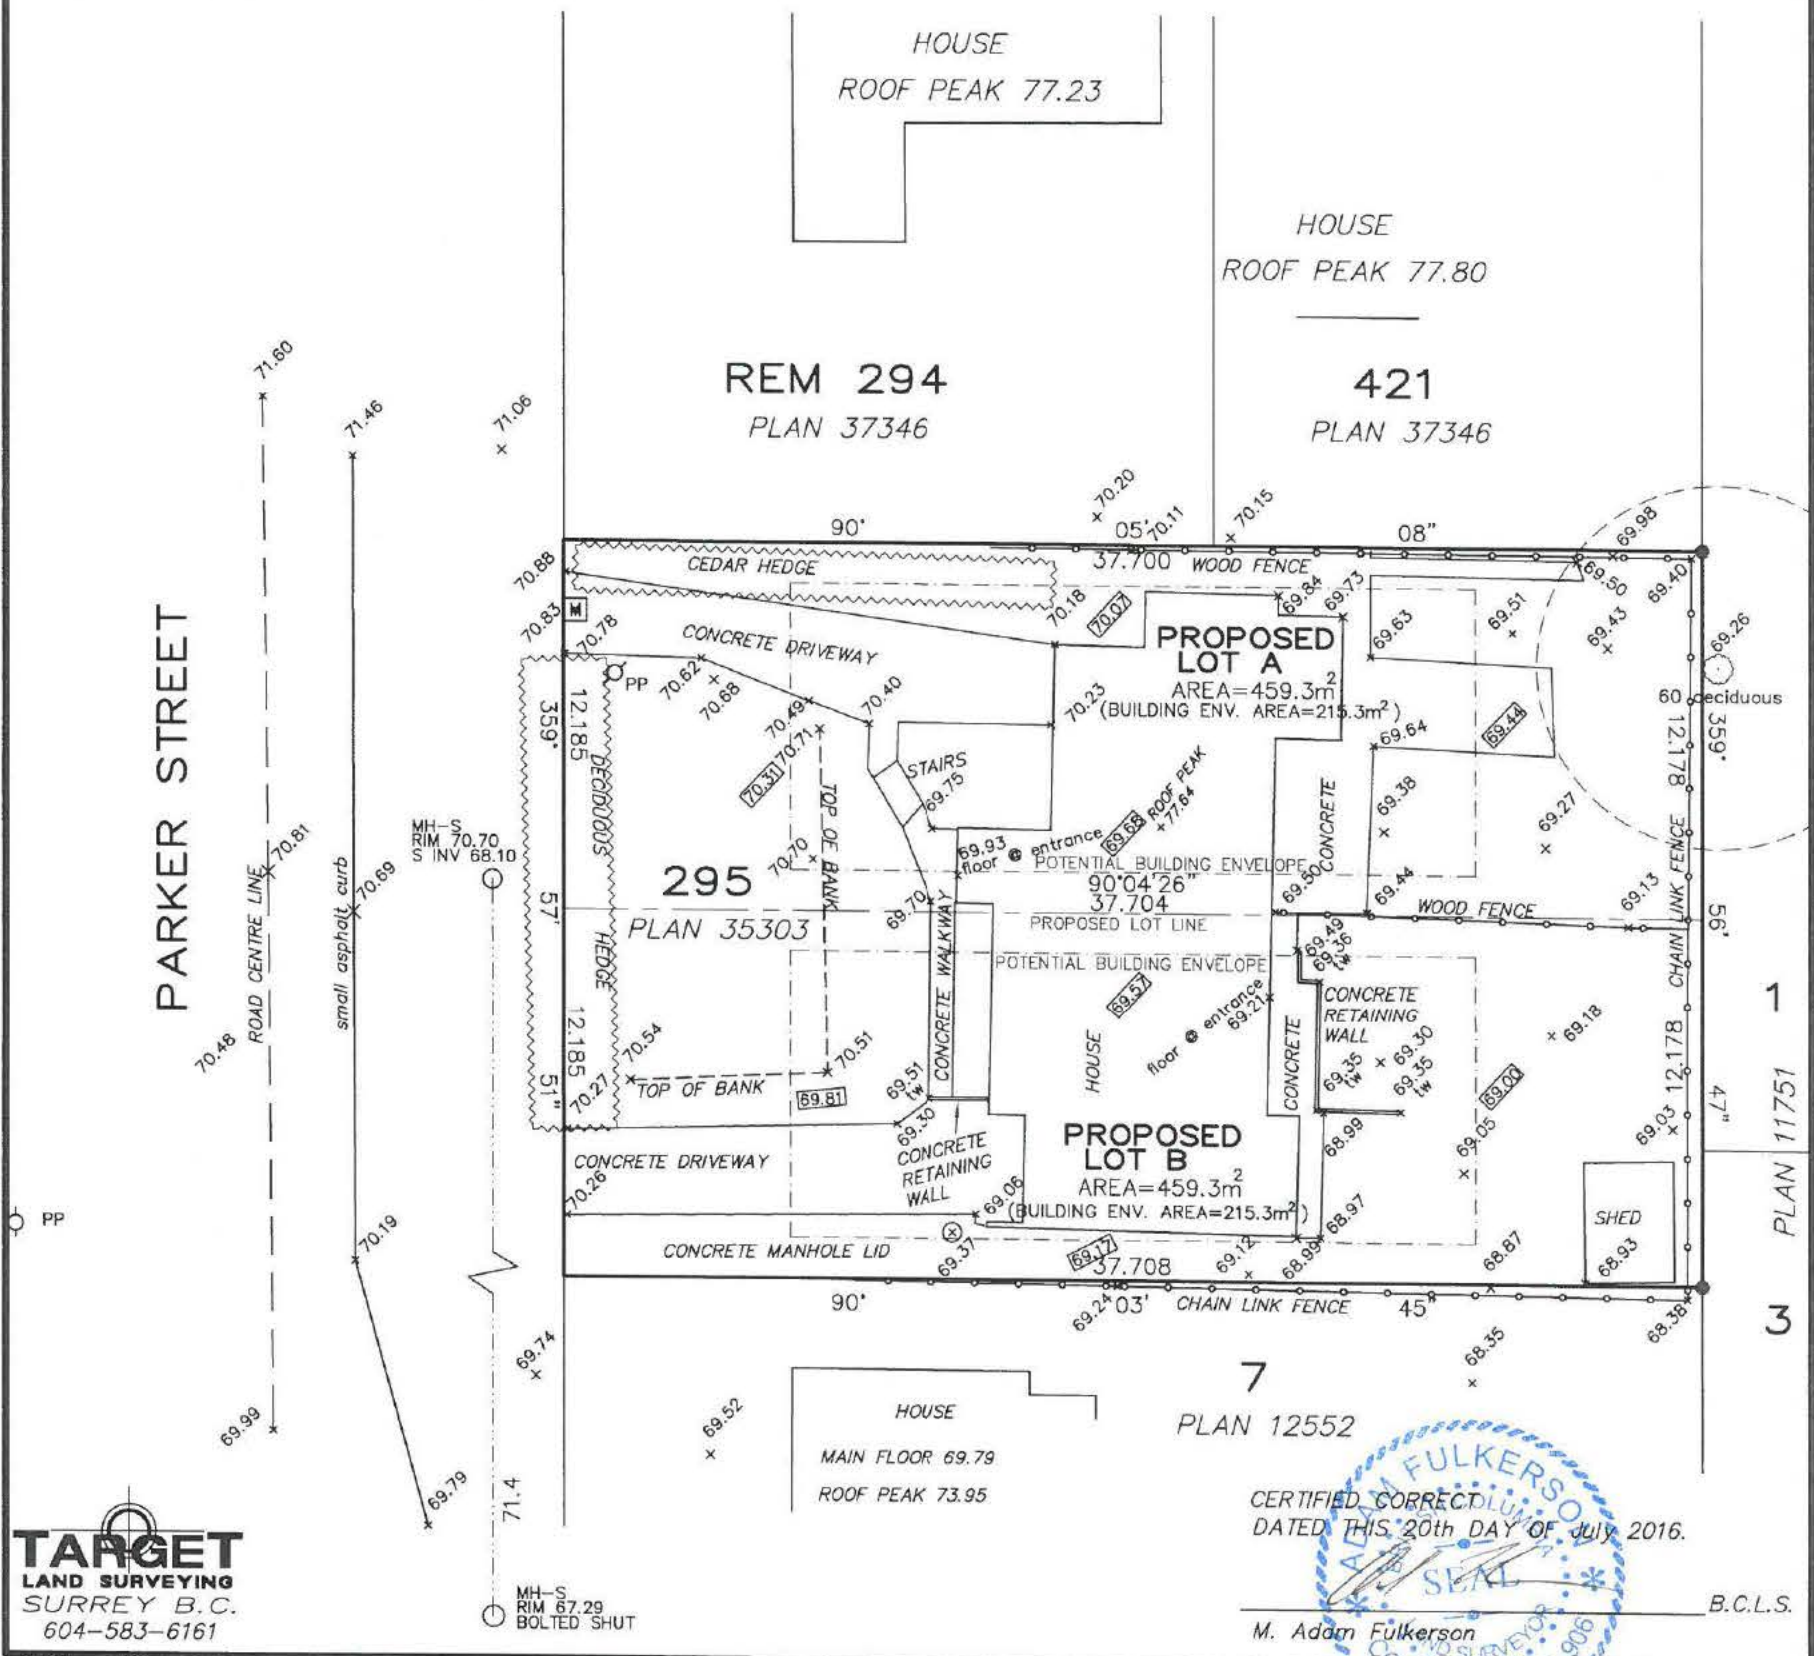 HOUSE
ROOF PEAK 77.23
HOUSE
ROOF PEAK 77.80
REM 294
PLAN 37346
421
PLAN 37346
71.60
71.46
71.06
70.20
70.11
70.15
69.98
90°
05'
08"
37.700
WOOD FENCE
CEDAR HEDGE
70.88
70.83
M
70.78
70.18
70.07
69.84
69.73
69.63
69.51
69.50
69.43
69.40
69.26
CONCRETE DRIVEWAY
PP
70.62
70.68
70.49
70.40
70.23
PROPOSED
LOT A
AREA=459.3m2
(BUILDING ENV. AREA=215.3m2)
60 deciduous
PARKER STREET
359°
12.185
DECIDUOUS
HEDGE
57'
12.185
51"
70.31
70.71
TOP OF BANK
STAIRS
69.75
69.68
ROOF PEAK
+77.64
69.64
69.44
69.38
69.27
359°
12.178
CHAIN LINK FENCE
56'
12.178
47"
CONCRETE
70.81
ROAD CENTRE LINE
70.69
small asphalt curb
MH-S
RIM 70.70
S INV 68.10
70.70
295
PLAN 35303
69.93
floor @ entrance
POTENTIAL BUILDING ENVELOPE
90°04'26"
37.704
PROPOSED LOT LINE
69.70
CONCRETE WALKWAY
69.50
69.44
WOOD FENCE
69.13
69.49
69.36
tw
POTENTIAL BUILDING ENVELOPE
69.57
floor @ entrance
69.21
HOUSE
CONCRETE
CONCRETE
RETAINING
WALL
69.35
tw
69.30
69.35
tw
69.18
69.00
69.05
69.03
1
PLAN 11751
3
70.48
70.54
70.51
70.27
TOP OF BANK
69.81
69.51
tw
69.30
CONCRETE
RETAINING
WALL
CONCRETE DRIVEWAY
70.26
PROPOSED
LOT B
AREA=459.3m2
(BUILDING ENV. AREA=215.3m2)
68.99
68.97
69.06
SHED
68.93
PP
70.19
CONCRETE MANHOLE LID
69.37
69.17
69.12
68.99
68.87
37.708
90°
03'
45"
69.24
CHAIN LINK FENCE
68.38
69.74
69.52
68.35
69.99
69.79
71.4
HOUSE
MAIN FLOOR 69.79
ROOF PEAK 73.95
7
PLAN 12552
MH-S
RIM 67.29
BOLTED SHUT
TARGET
LAND SURVEYING
SURREY B.C.
604-583-6161
CERTIFIED CORRECT
DATED THIS 20th DAY OF July 2016.
B.C.L.S.
M. Adam Fulkerson
ADAM FULKERSON
SEAL
LAND SURVEYOR
906